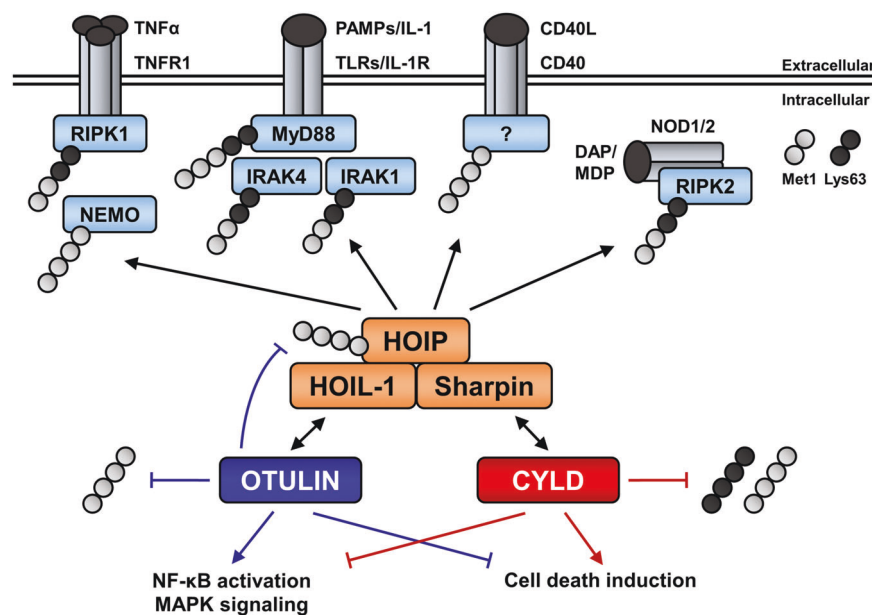 TNFα
TNFR1
PAMPs/IL-1
TLRs/IL-1R
CD40L
CD40
Extracellular
Intracellular
RIPK1
MyD88
?
NOD1/2
DAP/
MDP
RIPK2
Met1 Lys63
IRAK4
IRAK1
NEMO
HOIP
HOIL-1
Sharpin
OTULIN
CYLD
NF-κB activation
MAPK signaling
Cell death induction